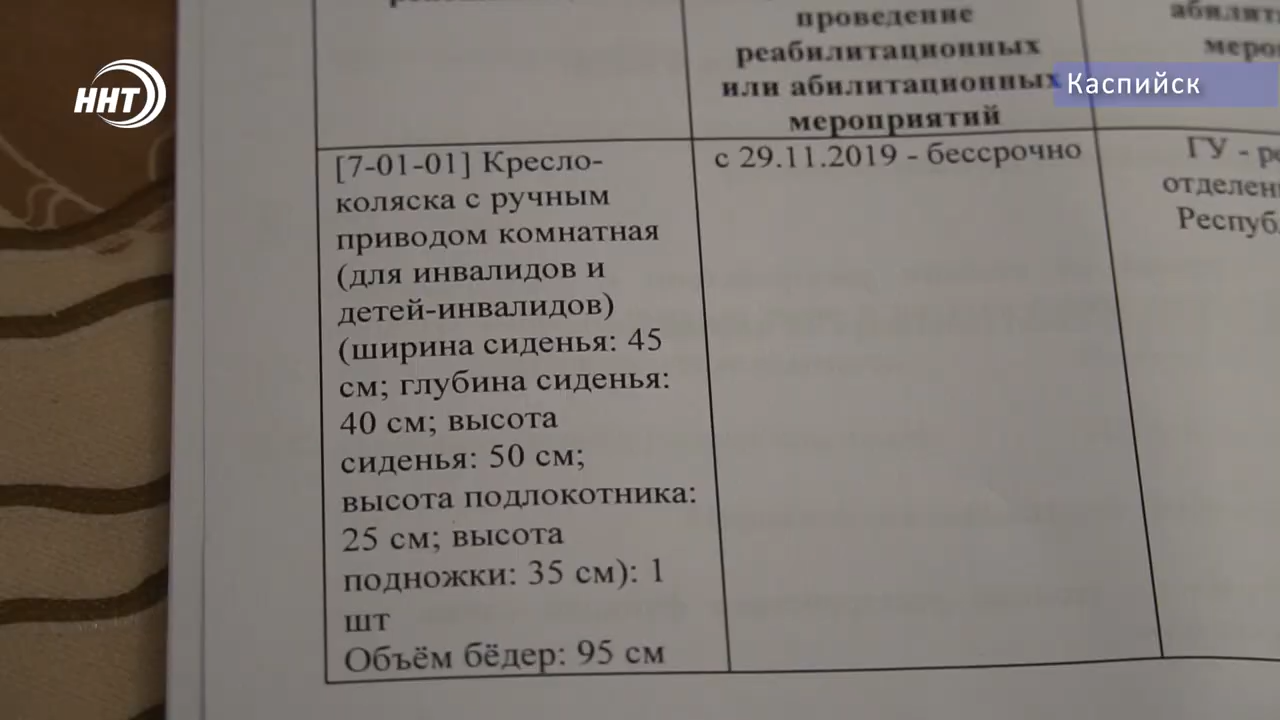 ННТ
Каспийск
проведение
реабилитационных
или абилитационных
мероприятий
[7-01-01] Кресло-
коляска с ручным
приводом комнатная
(для инвалидов и
детей-инвалидов)
(ширина сиденья: 45
см; глубина сиденья:
40 см; высота
сиденья: 50 см;
высота подлокотника:
25 см; высота
подножки: 35 см): 1
шт
Объём бёдер: 95 см
с 29.11.2019 - бессрочно
ГУ -